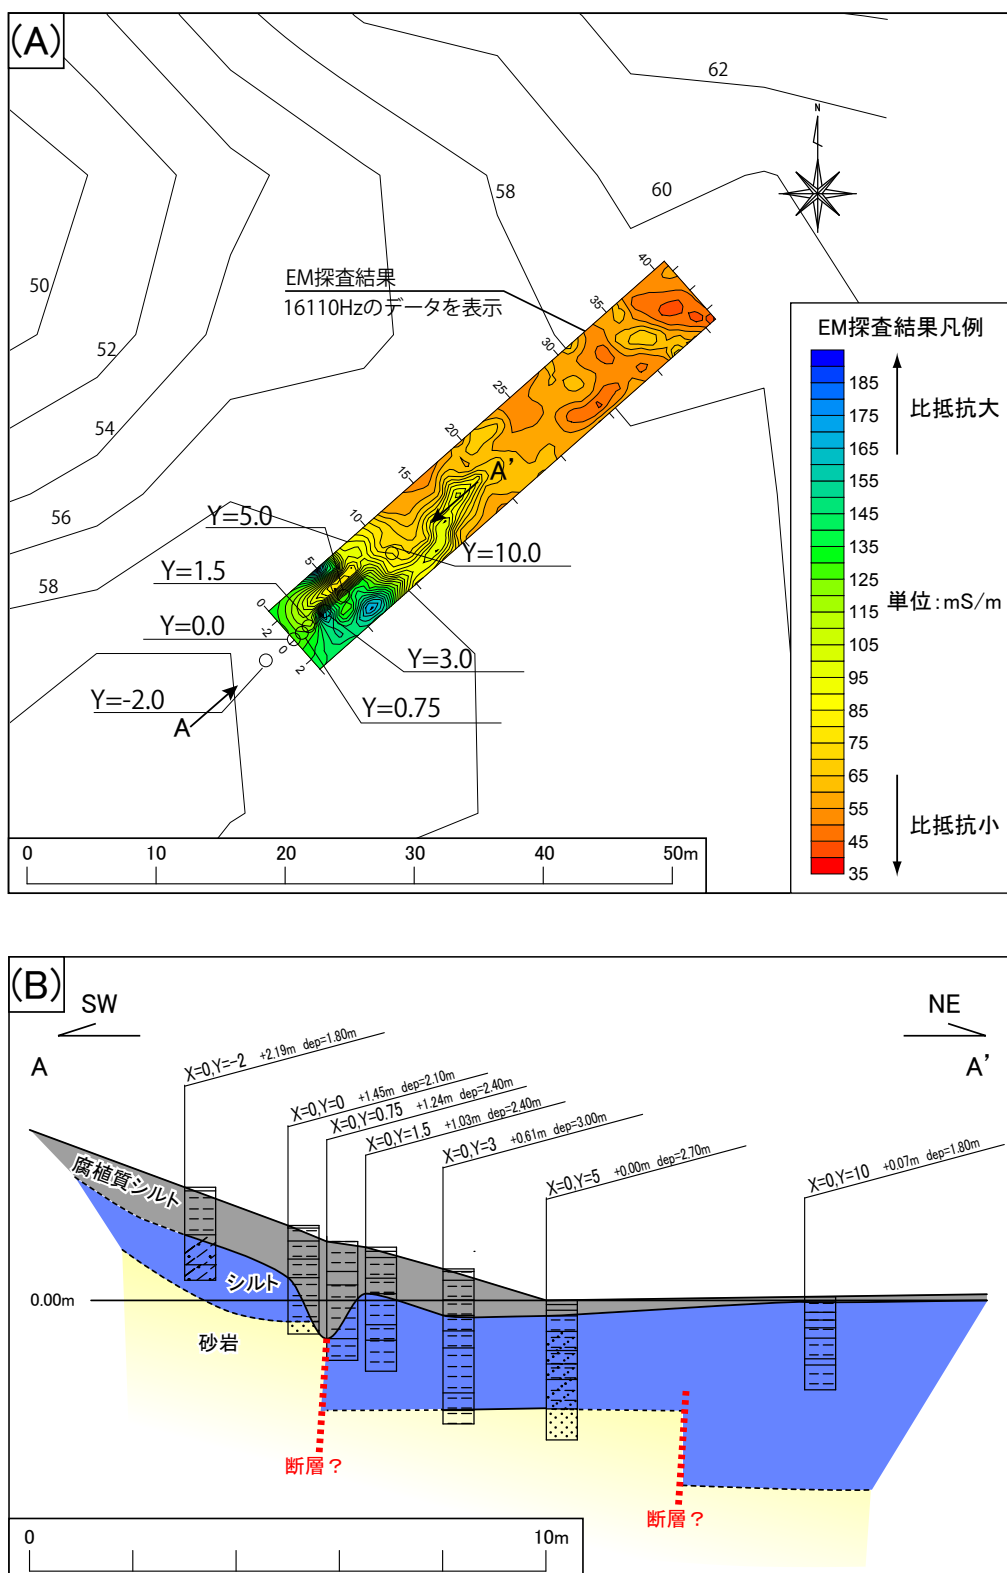 (A)
62
N
60
58
50
EM探査結果
16110Hzのデータを表示
40
35
30
25
20
15
10
5
0
-2
0
2
52
54
56
58
A'
Y=5.0
Y=10.0
Y=1.5
Y=0.0
Y=3.0
Y=-2.0
Y=0.75
A
EM探査結果凡例
185
175
165
155
145
135
125
115
105
95
85
75
65
55
45
35
比抵抗大
単位:mS/m
比抵抗小
0 10 20 30 40 50m
(B)
SW
NE
A
A'
X=0,Y=-2 +2.19m dep=1.80m
X=0,Y=0 +1.45m dep=2.10m
X=0,Y=0.75 +1.24m dep=2.40m
X=0,Y=1.5 +1.03m dep=2.40m
X=0,Y=3 +0.61m dep=3.00m
X=0,Y=5 +0.00m dep=2.70m
X=0,Y=10 +0.07m dep=1.80m
腐植質シルト
シルト
0.00m
砂岩
断層？
断層？
0 10m